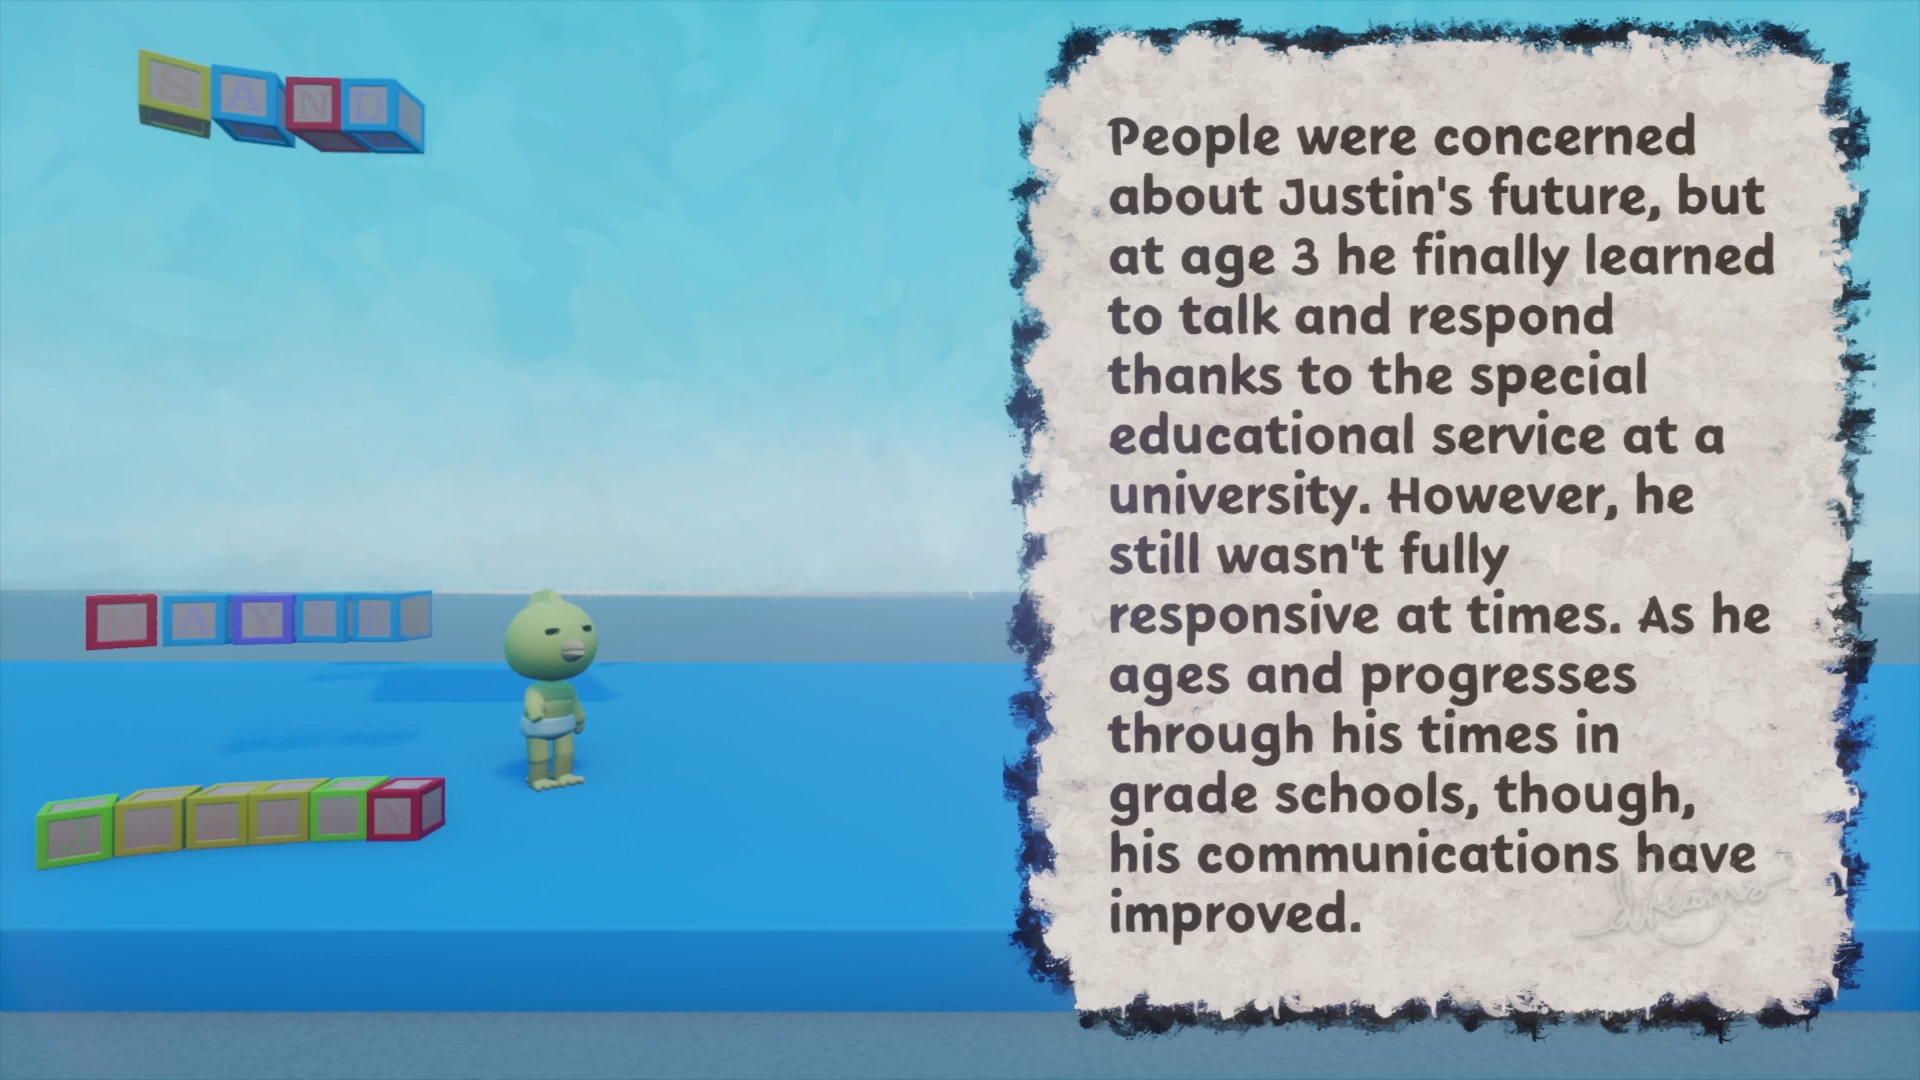 SAND
People were concerned
about Justin's future, but
at age 3 he finally learned
to talk and respond
thanks to the special
educational service at a
university. However, he
still wasn't fully
responsive at times. As he
ages and progresses
through his times in
grade schools, though,
his communications have
improved.
dreams